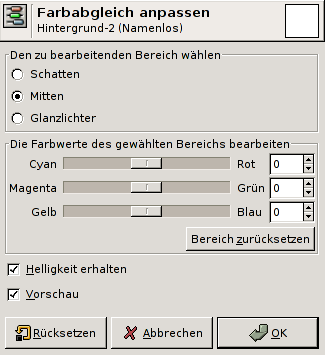 Farbabgleich anpassen
Hintergrund-2 (Namenlos)
Den zu bearbeitenden Bereich wählen
Schatten
Mitten
Glanzlichter
Die Farbwerte des gewählten Bereichs bearbeiten
Cyan Rot 0
Magenta Grün 0
Gelb Blau 0
Bereich zurücksetzen
Helligkeit erhalten
Vorschau
Rücksetzen Abbrechen OK